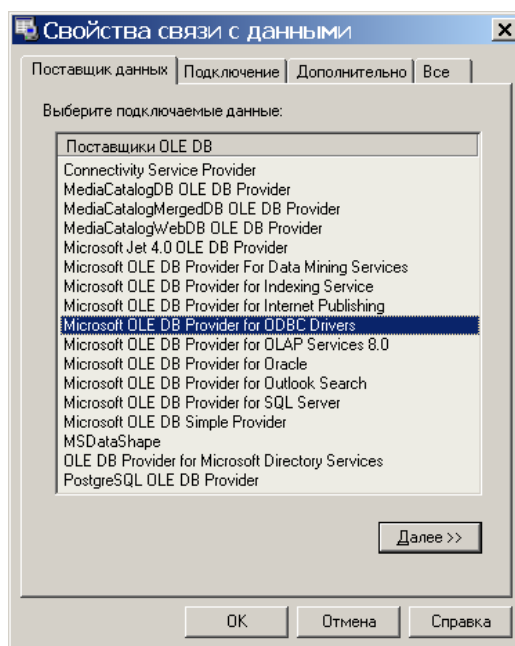 Свойства связи с данными
Поставщик данных Подключение Дополнительно Все
Выберите подключаемые данные:
Поставщики OLE DB
Connectivity Service Provider
MediaCatalogDB OLE DB Provider
MediaCatalogMergedDB OLE DB Provider
MediaCatalogWebDB OLE DB Provider
Microsoft Jet 4.0 OLE DB Provider
Microsoft OLE DB Provider For Data Mining Services
Microsoft OLE DB Provider for Indexing Service
Microsoft OLE DB Provider for Internet Publishing
Microsoft OLE DB Provider for ODBC Drivers
Microsoft OLE DB Provider for OLAP Services 8.0
Microsoft OLE DB Provider for Oracle
Microsoft OLE DB Provider for Outlook Search
Microsoft OLE DB Provider for SQL Server
Microsoft OLE DB Simple Provider
MSDataShape
OLE DB Provider for Microsoft Directory Services
PostgreSQL OLE DB Provider
Далее >>
OK Отмена Справка